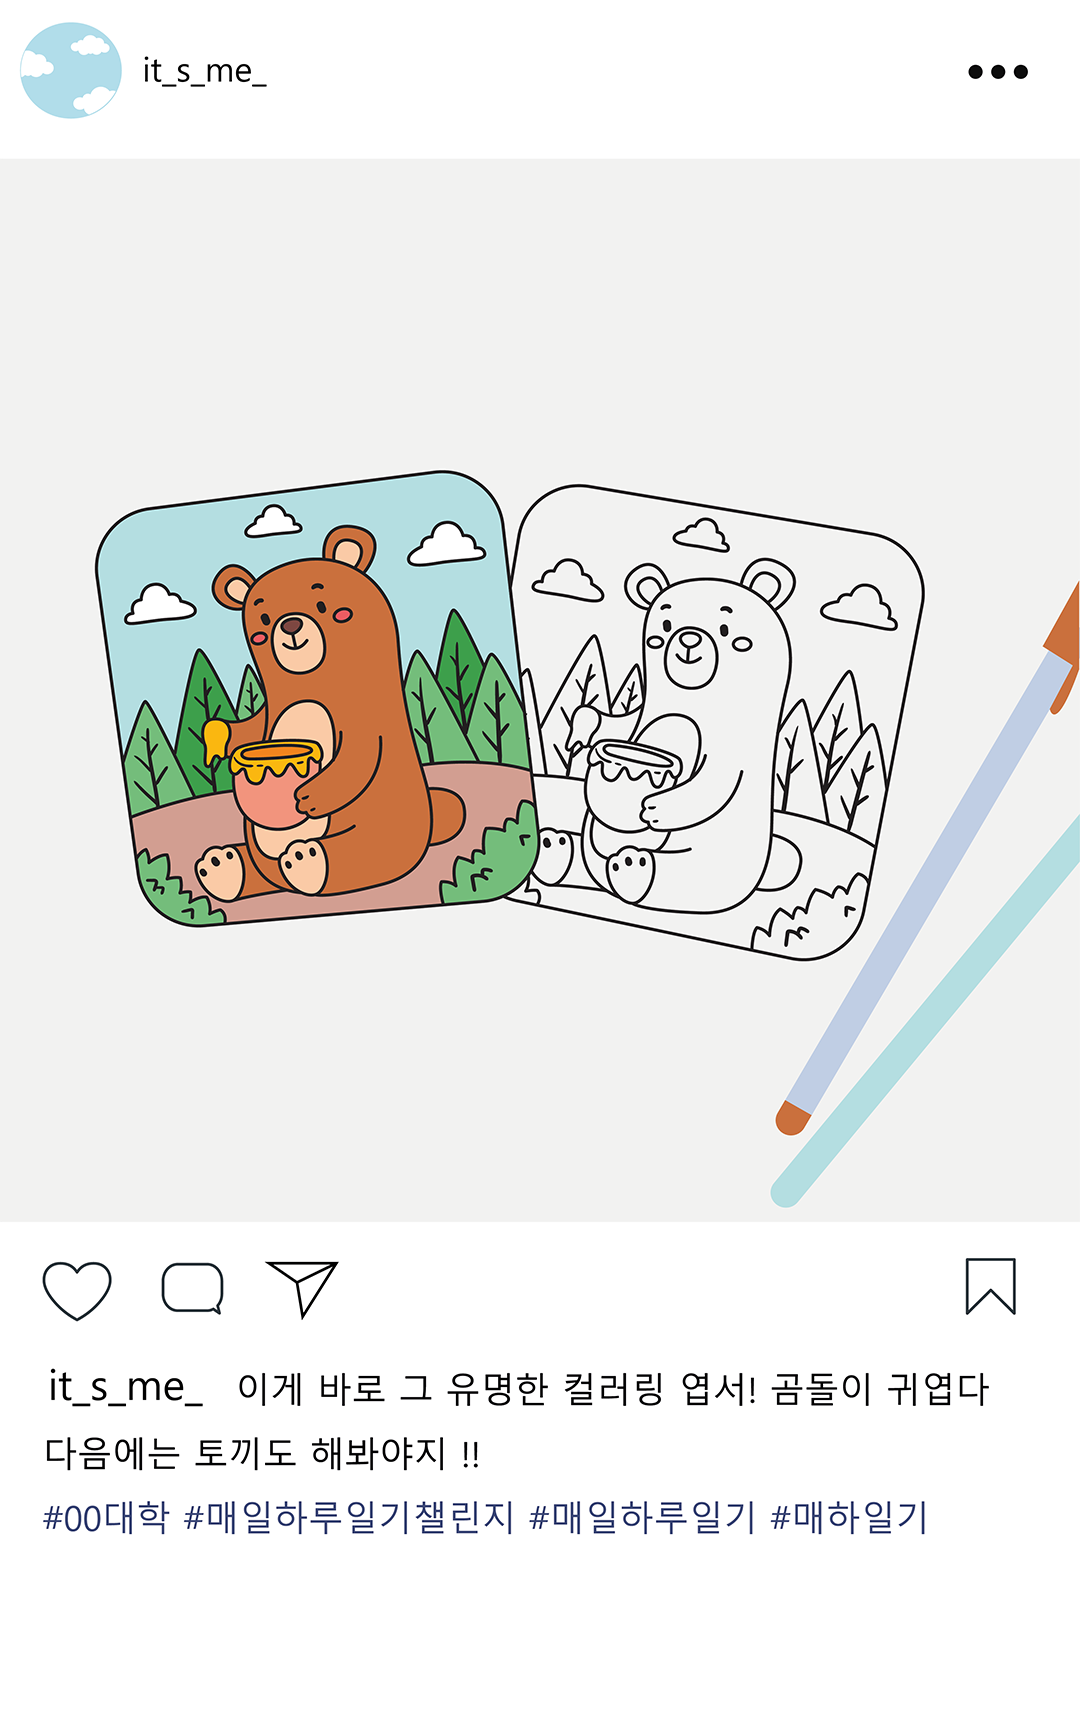 it_s_me_
it_s_me_ 이게 바로 그 유명한 컬러링 엽서! 곰돌이 귀엽다
다음에는 토끼도 해봐야지 !!
#00대학 #매일하루일기챌린지 #매일하루일기 #매하일기